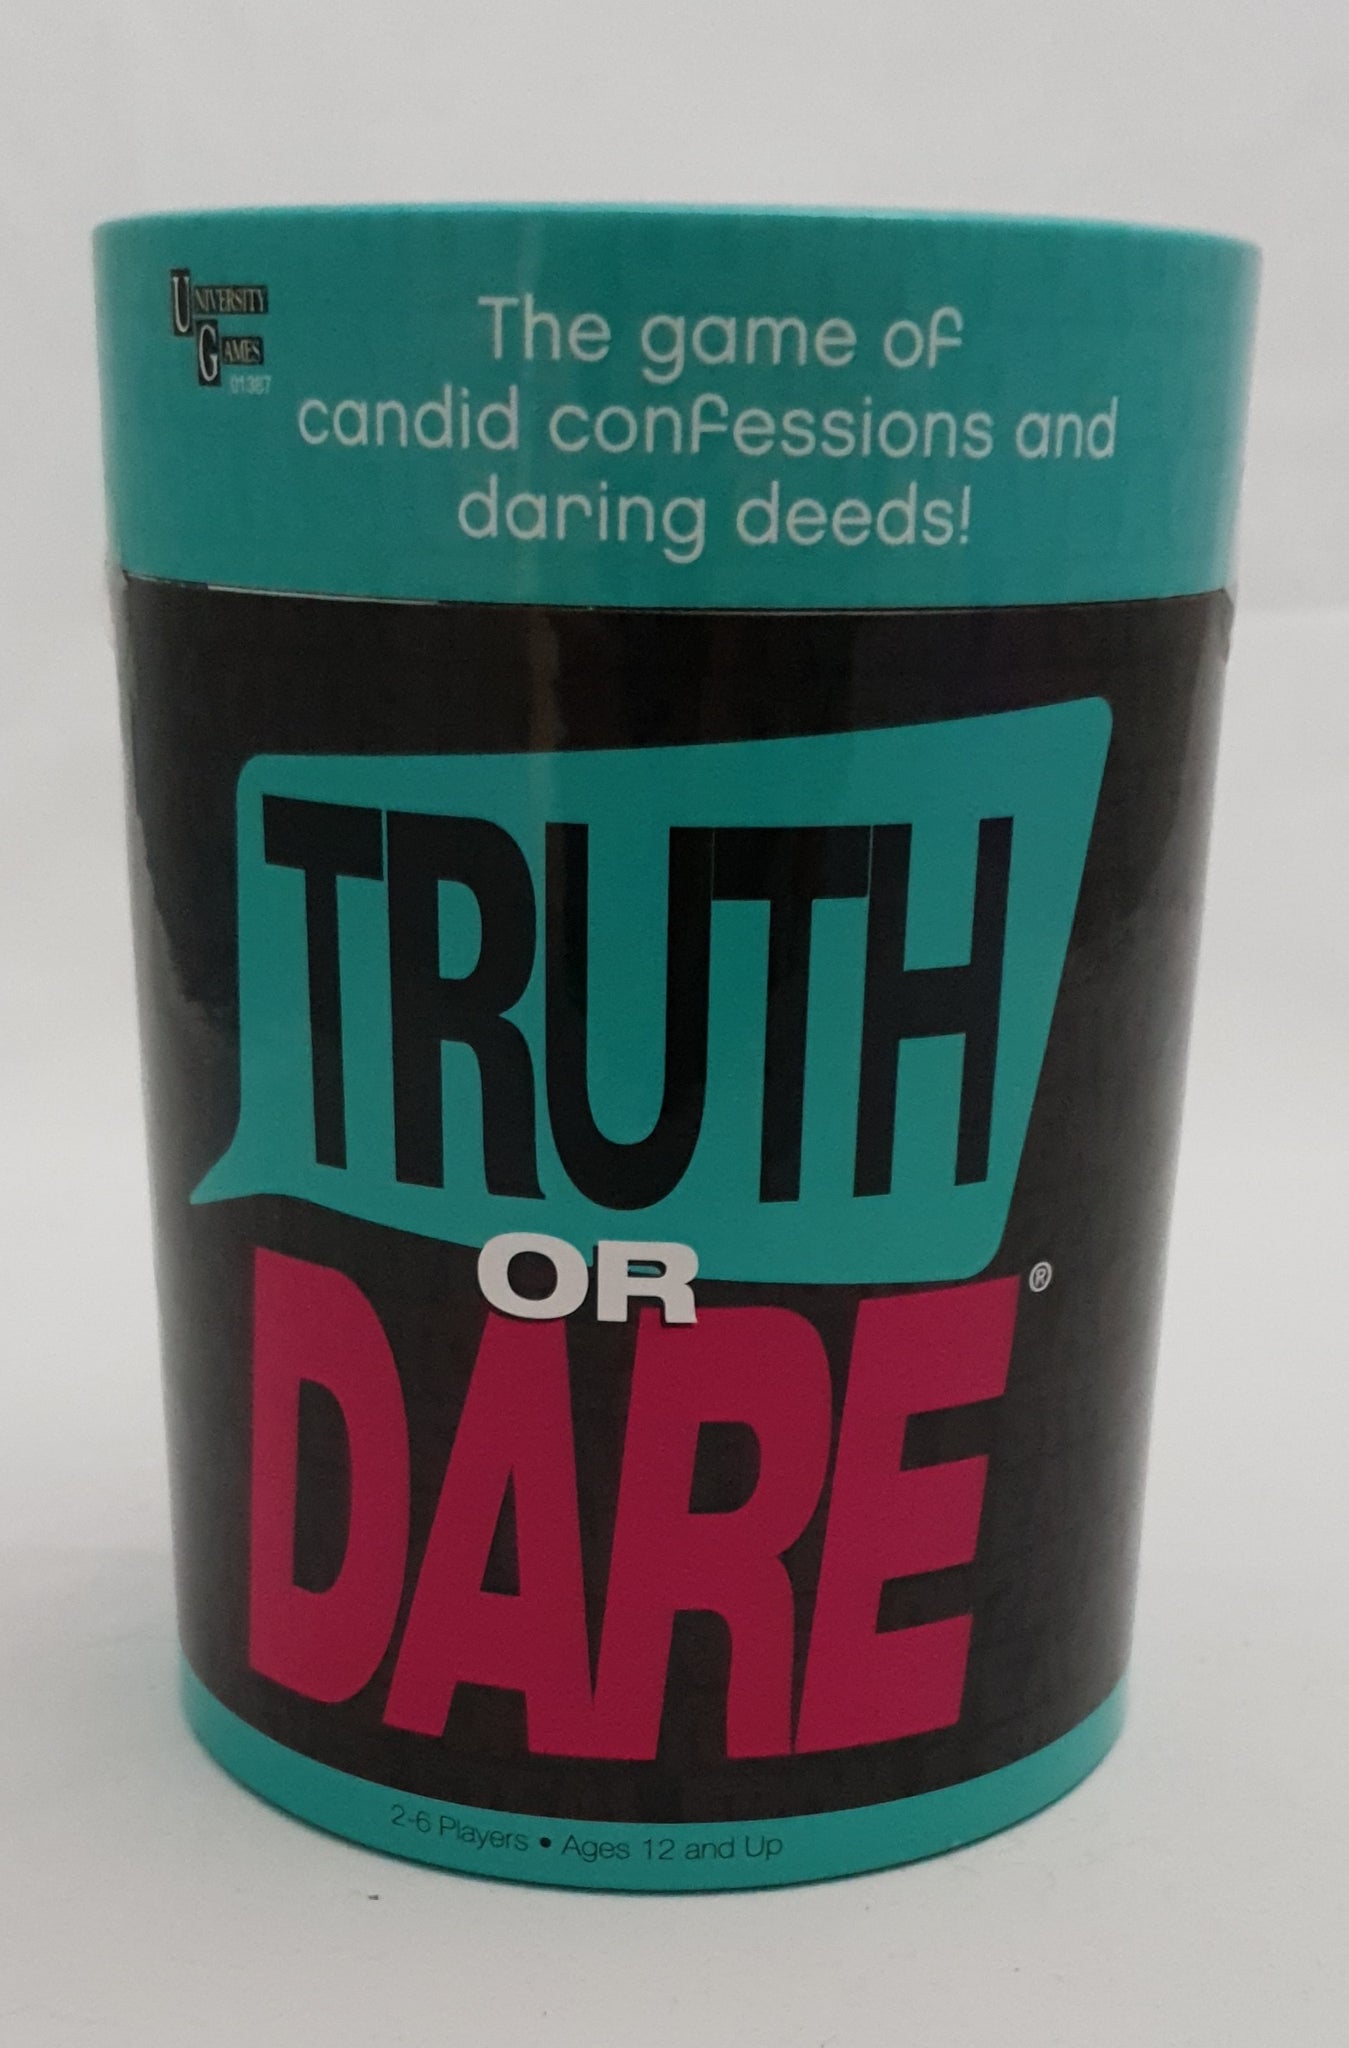 UNIVERSITY
GAMES
01387
The game of
candid confessions and
daring deeds!
TRUTH
OR
DARE®
2-6 Players • Ages 12 and Up